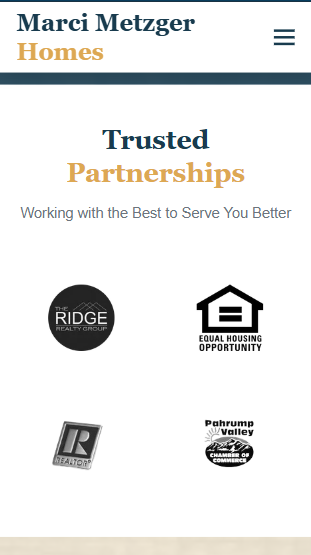 Marci Metzger
Homes
Trusted
Partnerships
Working with the Best to Serve You Better
THE
RIDGE
REALTY GROUP
EQUAL HOUSING
OPPORTUNITY
REALTOR®
Pahrump
Valley
CHAMBER OF
COMMERCE